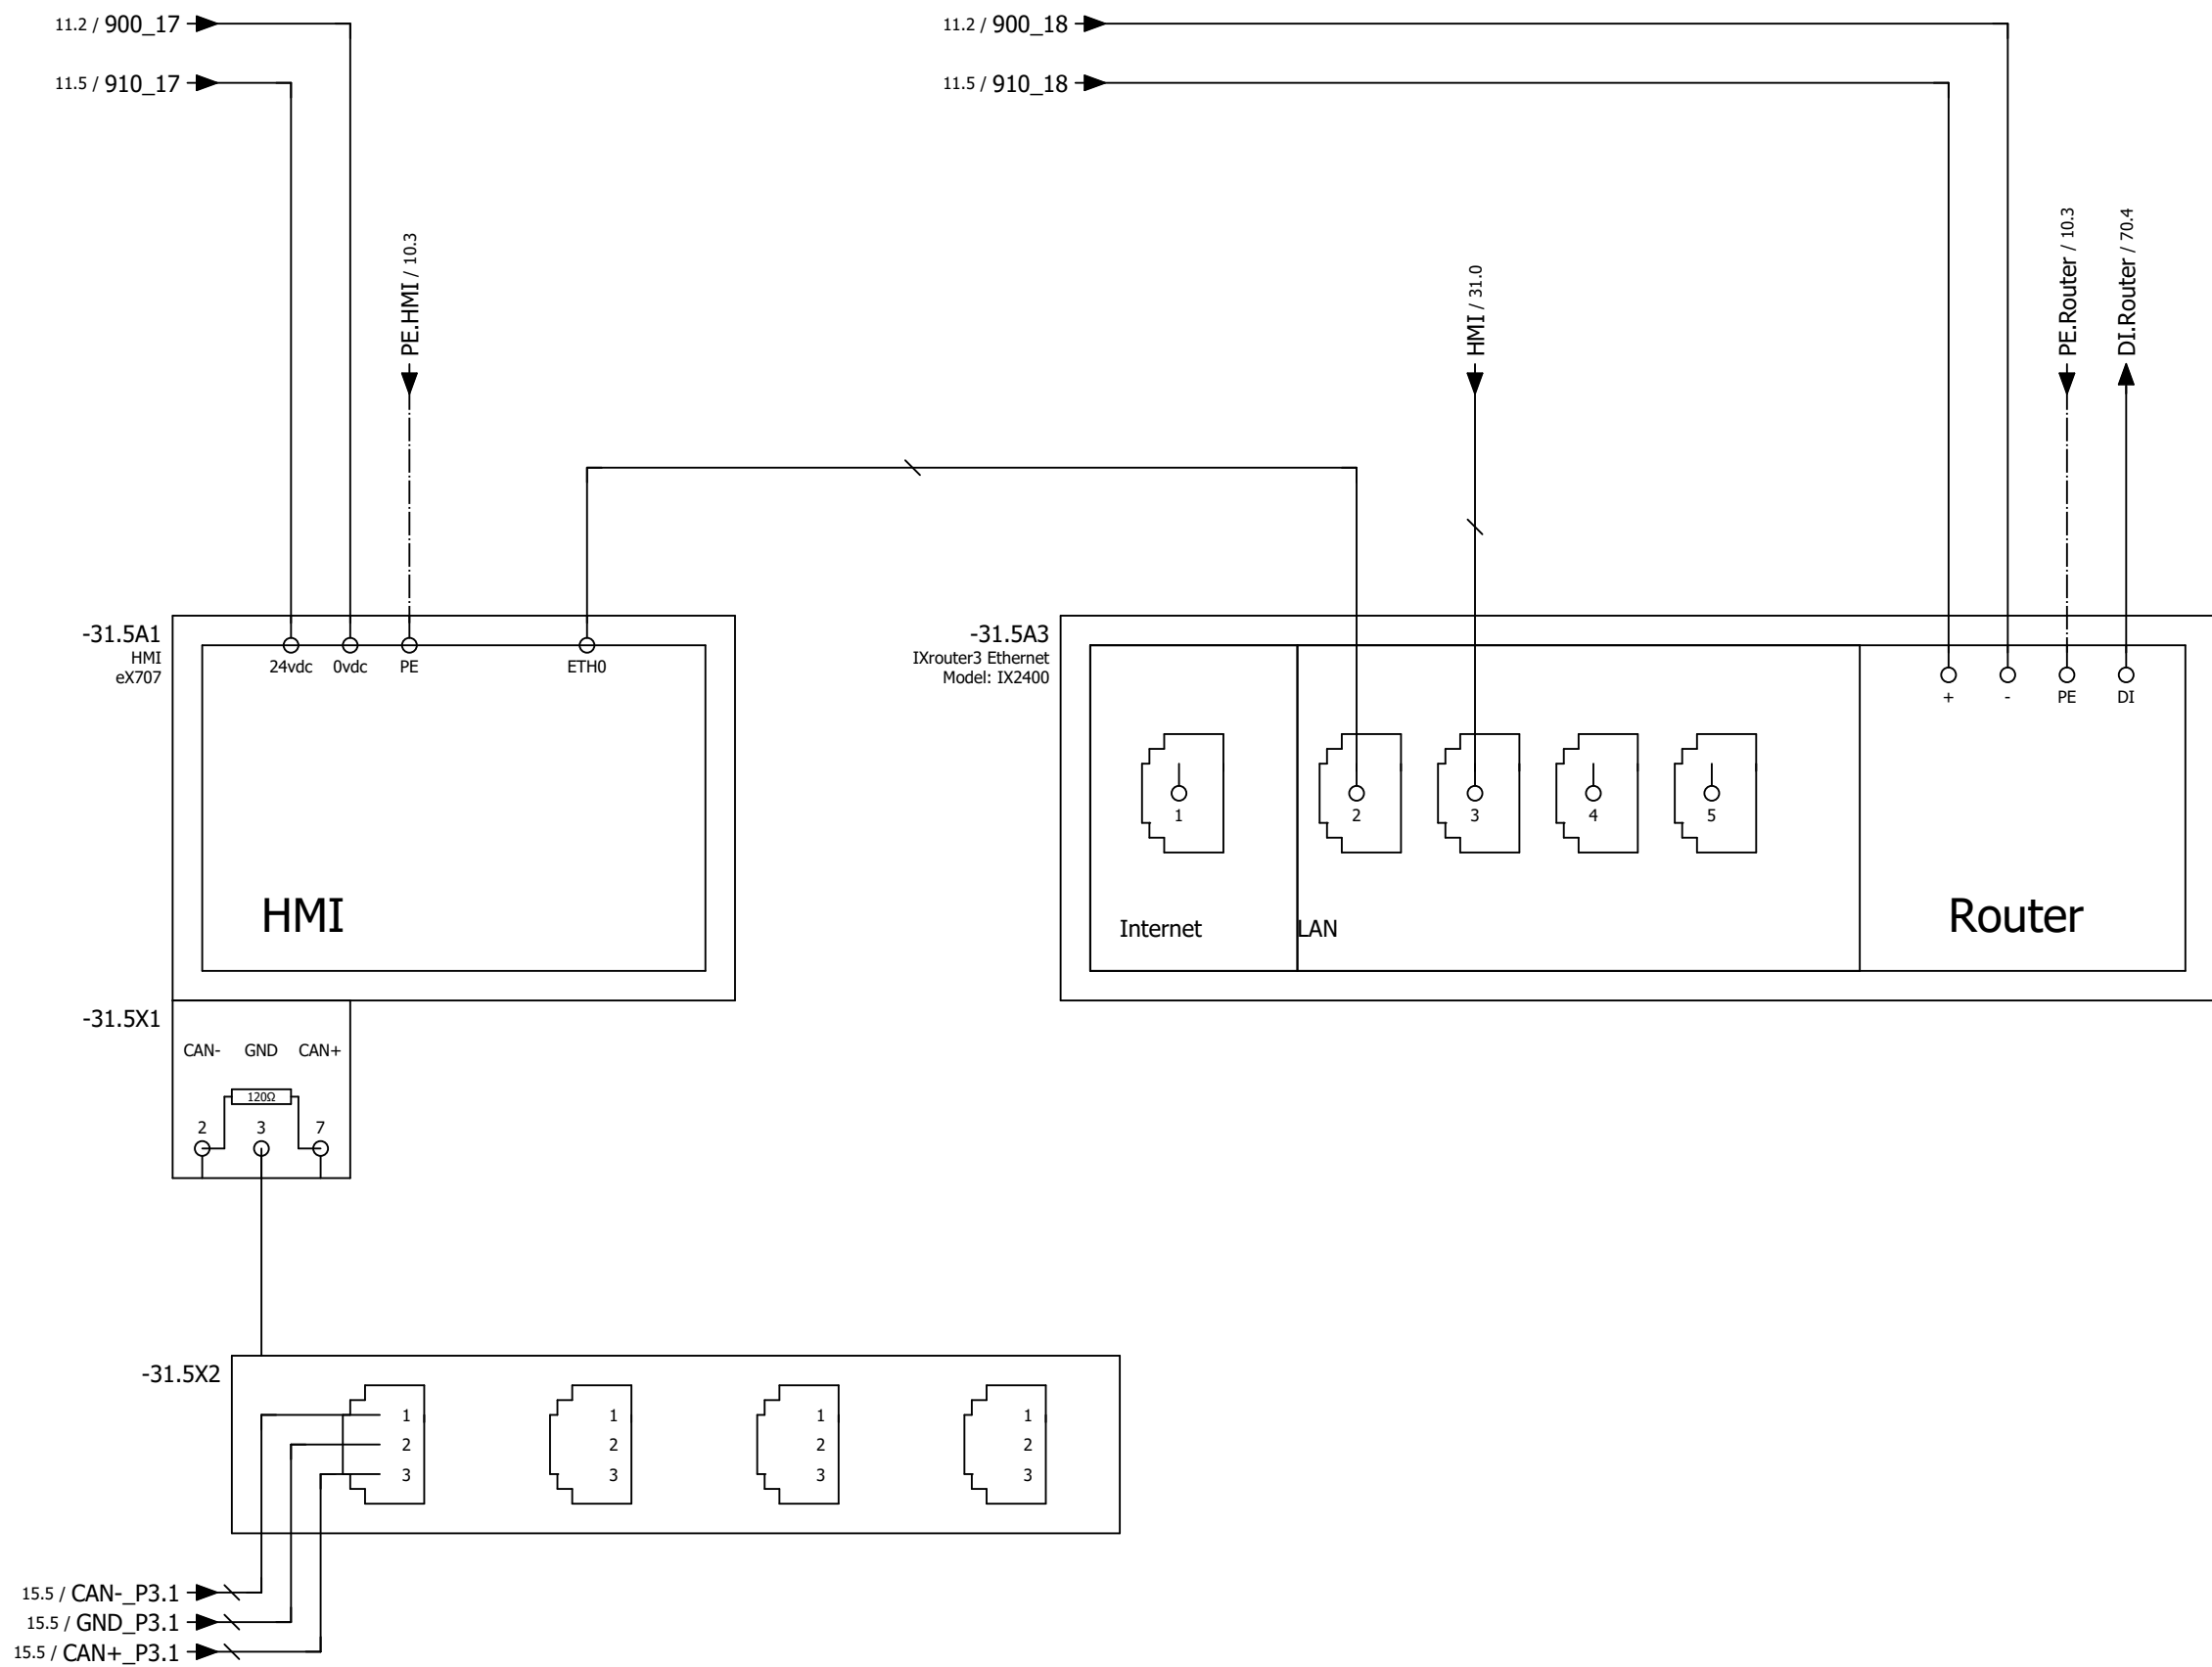 11.2 / 900_17
11.2 / 900_18
11.5 / 910_17
11.5 / 910_18
PE.HMI / 10.3
HMI / 31.0
PE.Router / 10.3
DI.Router / 70.4
-31.5A1
HMI
eX707
24vdc 0vdc PE ETH0
HMI
-31.5A3
IXrouter3 Ethernet
Model: IX2400
+ - PE DI
1 2 3 4 5
Internet
LAN
Router
-31.5X1
CAN- GND CAN+
120Ω
2 3 7
-31.5X2
1 1 1 1
2 2 2 2
3 3 3 3
15.5 / CAN-_P3.1
15.5 / GND_P3.1
15.5 / CAN+_P3.1